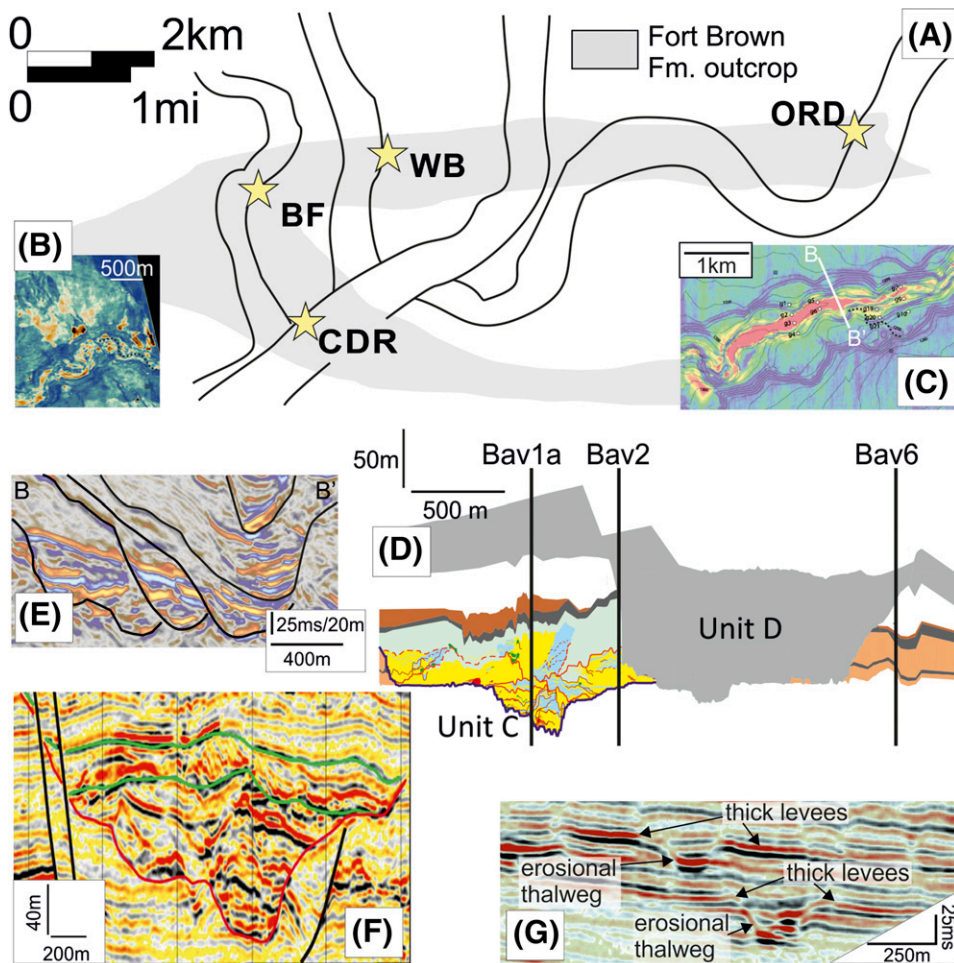 0 2km
0 1mi
Fort Brown
Fm. outcrop
(A)
ORD
WB
BF
CDR
(B)
500m
1km
B
B'
(C)
50m
500 m
Bav1a
Bav2
Bav6
(D)
Unit D
Unit C
B
B'
(E)
25ms/20m
400m
40m
200m
(F)
thick levees
erosional
thalweg
thick levees
erosional
thalweg
(G)
25ms
250m